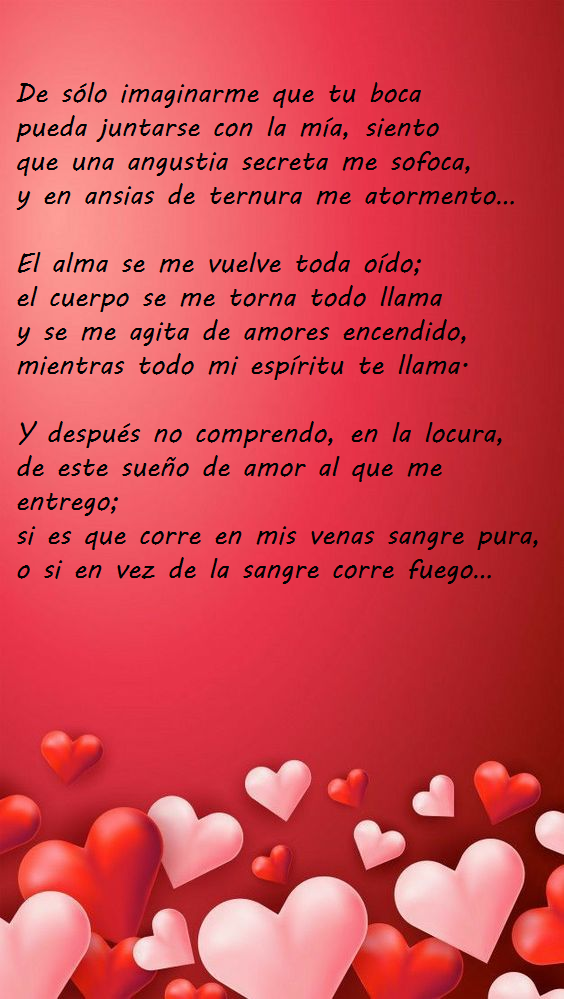 De sólo imaginarme que tu boca
pueda juntarse con la mía, siento
que una angustia secreta me sofoca,
y en ansias de ternura me atormento...
El alma se me vuelve toda oído;
el cuerpo se me torna todo llama
y se me agita de amores encendido,
mientras todo mi espíritu te llama·
Y después no comprendo, en la locura,
de este sueño de amor al que me
entrego;
si es que corre en mis venas sangre pura,
o si en vez de la sangre corre fuego...